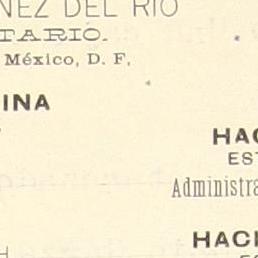 NEZ DEL RIO
TARIO.
México, D. F,
INA
HAC
EST
Administra
HACI